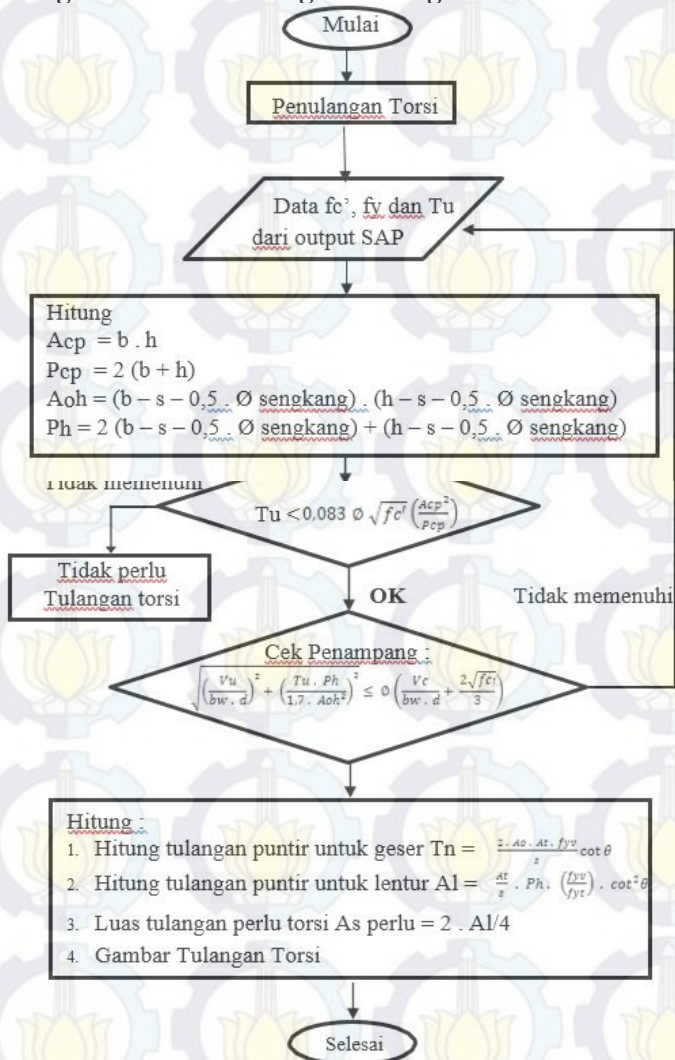 Mulai
Penulangan Torsi
Data fc’, fy dan Tu
dari output SAP
Hitung
Acp = b . h
Pcp = 2 (b + h)
Aoh = (b – s – 0,5 . Ø sengkang) . (h – s – 0,5 . Ø sengkang)
Ph = 2 (b – s – 0,5 . Ø sengkang) + (h – s – 0,5 . Ø sengkang)
Tidak memenuhi
Tu < 0,083 ø √fc' (Acp²/Pcp)
Tidak perlu
Tulangan torsi
OK
Tidak memenuhi
Cek Penampang :
√((Vu/bw . d)² + (Tu . Ph/1,7 . Aoh²)²) ≤ Ø (Vc/bw . d + 2√fc'/3)
Hitung :
1. Hitung tulangan puntir untuk geser Tn = 2 . Ao . At . fyv/s cot θ
2. Hitung tulangan puntir untuk lentur Al = At/s . Ph . (fyv/fyt) . cot² θ
3. Luas tulangan perlu torsi As perlu = 2 . Al/4
4. Gambar Tulangan Torsi
Selesai